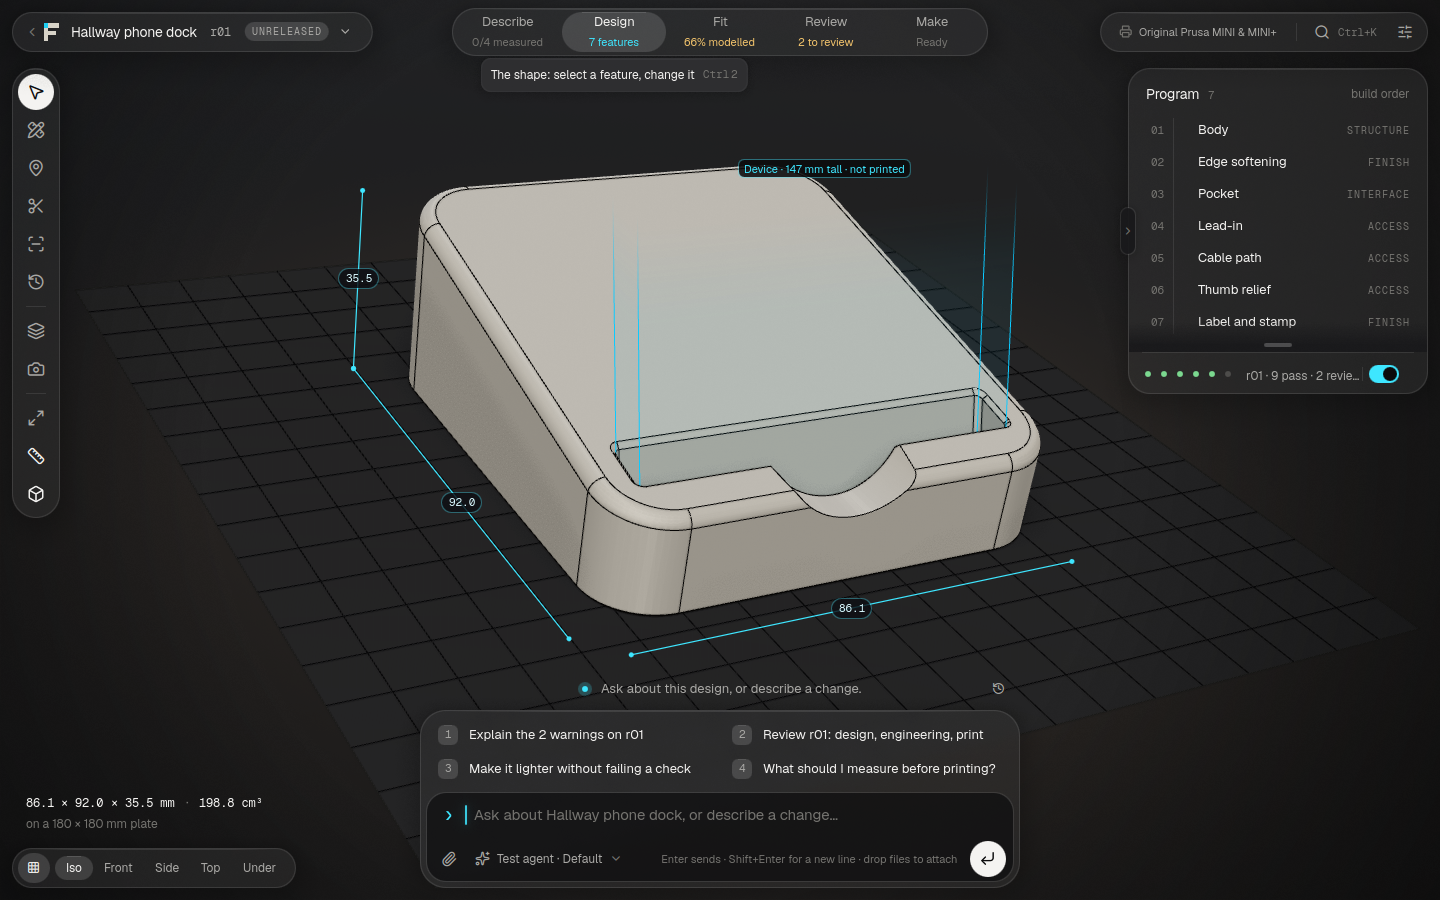 Hallway phone dock r01 UNRELEASED
Describe
0/4 measured
Design
7 features
Fit
66% modelled
Review
2 to review
Make
Ready
Original Prusa MINI & MINI+
Ctrl+K
The shape: select a feature, change it Ctrl 2
Program 7 build order
01 Body STRUCTURE
02 Edge softening FINISH
03 Pocket INTERFACE
04 Lead-in ACCESS
05 Cable path ACCESS
06 Thumb relief ACCESS
07 Label and stamp FINISH
r01 · 9 pass · 2 revie…
Device · 147 mm tall · not printed
35.5
92.0
86.1
Ask about this design, or describe a change.
1 Explain the 2 warnings on r01
2 Review r01: design, engineering, print
3 Make it lighter without failing a check
4 What should I measure before printing?
Ask about Hallway phone dock, or describe a change...
Test agent · Default
Enter sends · Shift+Enter for a new line · drop files to attach
86.1 × 92.0 × 35.5 mm · 198.8 cm³
on a 180 × 180 mm plate
Iso Front Side Top Under